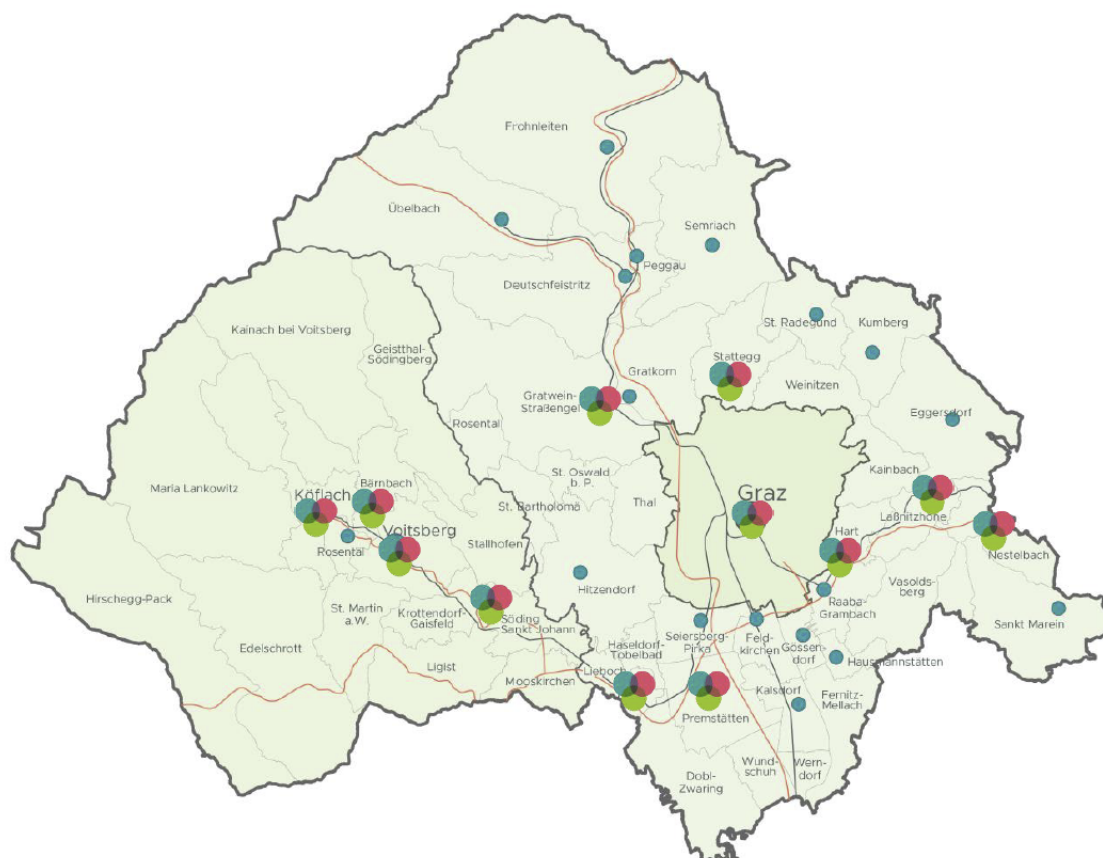 Frohnleiten
Übelbach
Semriach
Peggau
Deutschfeistritz
St. Radegund
Kumberg
Kainach bei Voitsberg
Geistthal-
Södingberg
Stattegg
Gratkorn
Weinitzen
Gratwein-
Straßengel
Eggersdorf
Rosental
Kainbach
St. Oswald
b. P.
Bärnbach
Maria Lankowitz
Köflach
Graz
Thal
St. Bartholomä
Laßnitzhöhe
Voitsberg
Hart
Stallhofen
Rosental
Nestelbach
Hitzendorf
Vasolds-
berg
Hirschegg-Pack
St. Martin
a.W.
Krottendorf-
Gaisfeld
Söding
Sankt Johann
Raaba-
Grambach
Sankt Marein
Seiersberg-
Pirka
Feld-
kirchen
Gössen-
dorf
Haseldorf-
Tobelbad
Edelschrott
Hausmannstätten
Ligist
Lieboch
Mooskirchen
Kalsdorf
Fernitz-
Mellach
Premstätten
Wund-
schuh
Wern-
dorf
Dobl-
Zwaring